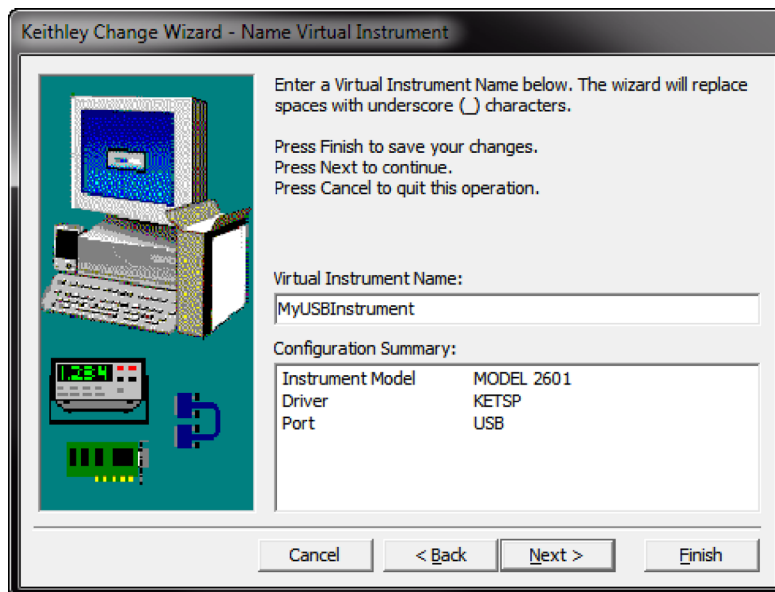 Keithley Change Wizard - Name Virtual Instrument
Enter a Virtual Instrument Name below. The wizard will replace
spaces with underscore (_) characters.
Press Finish to save your changes.
Press Next to continue.
Press Cancel to quit this operation.
Virtual Instrument Name:
MyUSBInstrument
Configuration Summary:
Instrument Model MODEL 2601
Driver KETSP
Port USB
1.234
Cancel < Back Next > Finish